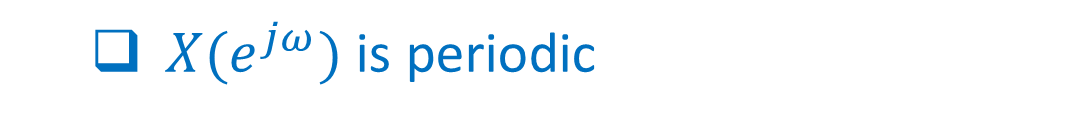 ❑ X(e^{jω}) is periodic